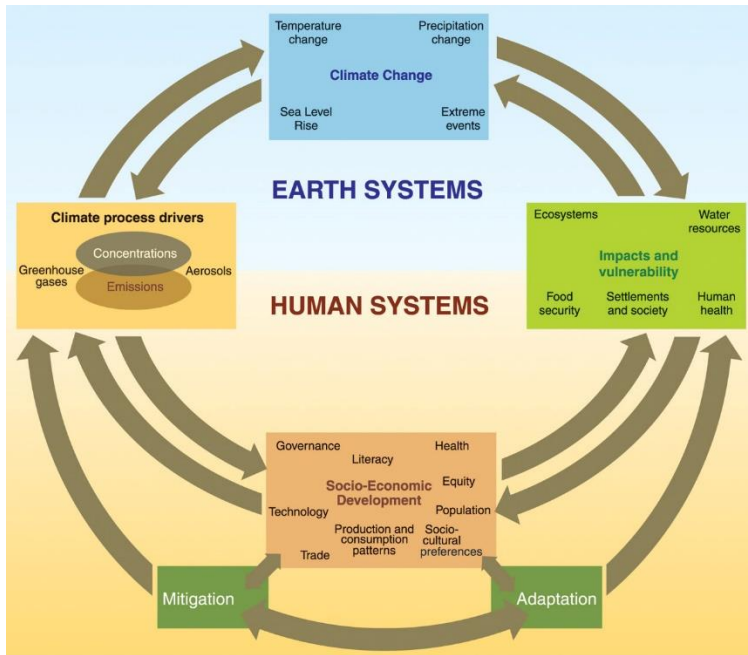 Temperature
change
Precipitation
change
Climate Change
Sea Level
Rise
Extreme
events
EARTH SYSTEMS
Climate process drivers
Concentrations
Greenhouse
gases
Aerosols
Emissions
Ecosystems
Water
resources
Impacts and
vulnerability
Food
security
Settlements
and society
Human
health
HUMAN SYSTEMS
Governance
Literacy
Health
Socio-Economic
Development
Equity
Technology
Population
Production and
consumption
patterns
Socio-
cultural
preferences
Trade
Mitigation
Adaptation